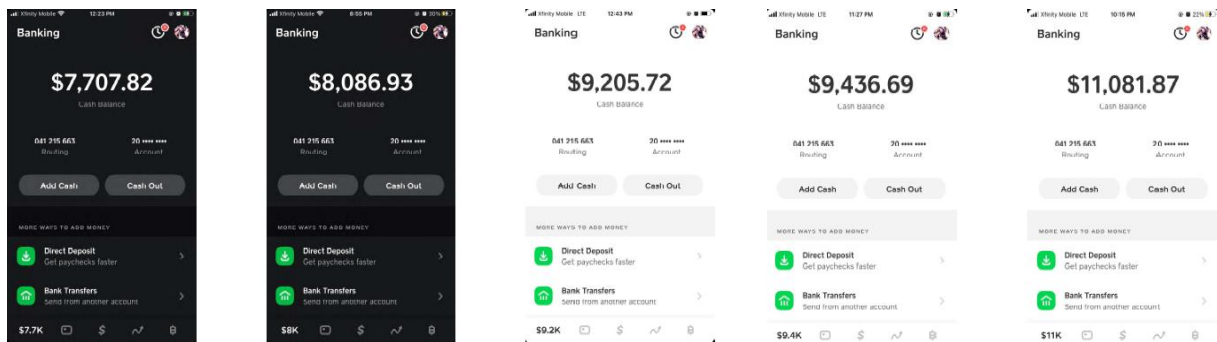 Xfinity Mobile 12:23 PM
Banking
$7,707.82
Cash Balance
041 215 663 20 •••• ••••
Routing Account
Add Cash Cash Out
MORE WAYS TO ADD MONEY
Direct Deposit
Get paychecks faster
Bank Transfers
Send from another account
$7.7K
Xfinity Mobile 8:55 PM 20%
Banking
$8,086.93
Cash Balance
041 215 663 20 •••• ••••
Routing Account
Add Cash Cash Out
MORE WAYS TO ADD MONEY
Direct Deposit
Get paychecks faster
Bank Transfers
Send from another account
$8K
Xfinity Mobile LTE 12:43 PM
Banking
$9,205.72
Cash Balance
041 215 663 20 •••• ••••
Routing Account
Add Cash Cash Out
MORE WAYS TO ADD MONEY
Direct Deposit
Get paychecks faster
Bank Transfers
Send from another account
$9.2K
Xfinity Mobile LTE 11:27 PM
Banking
$9,436.69
Cash Balance
041 215 663 20 •••• ••••
Routing Account
Add Cash Cash Out
MORE WAYS TO ADD MONEY
Direct Deposit
Get paychecks faster
Bank Transfers
Send from another account
$9.4K
Xfinity Mobile LTE 10:15 PM 22%
Banking
$11,081.87
Cash Balance
041 215 663 20 •••• ••••
Routing Account
Add Cash Cash Out
MORE WAYS TO ADD MONEY
Direct Deposit
Get paychecks faster
Bank Transfers
Send from another account
$11K